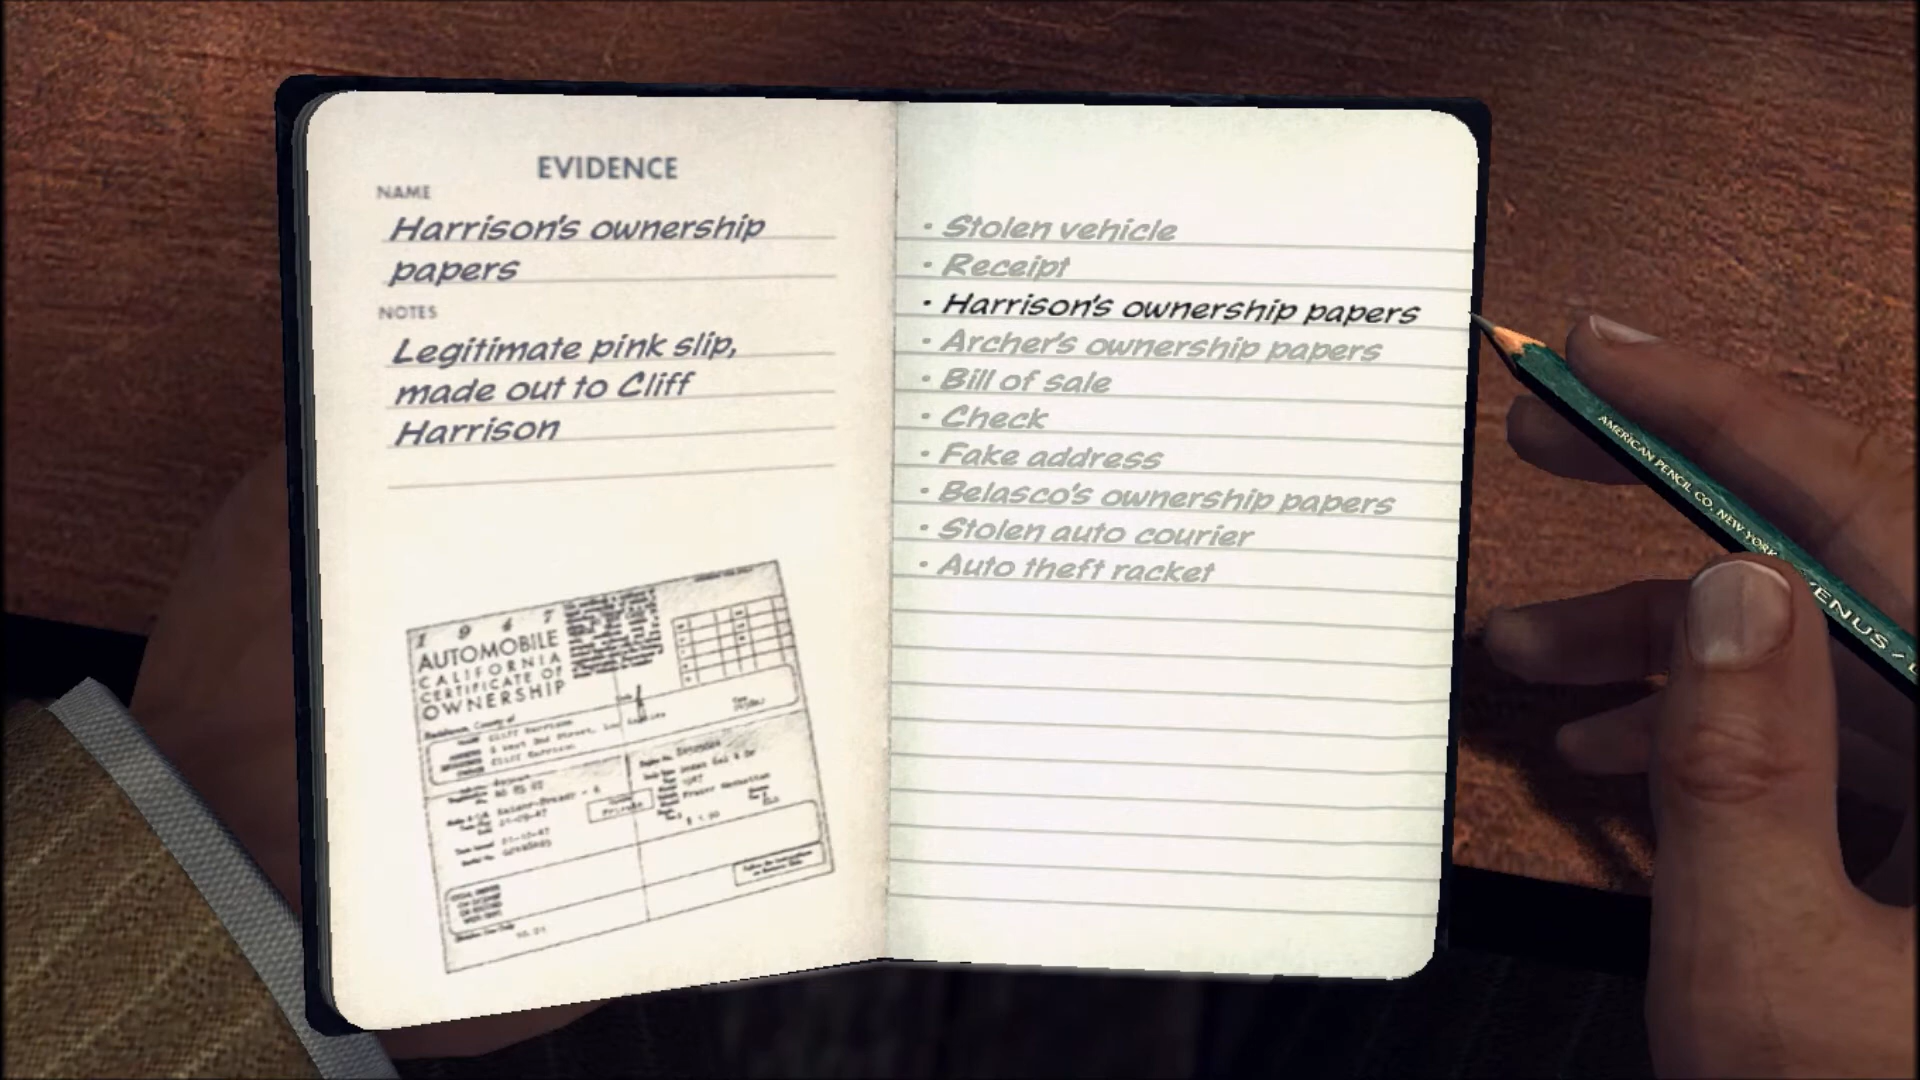 EVIDENCE
NAME
Harrison's ownership
papers
NOTES
Legitimate pink slip,
made out to Cliff
Harrison
1947
AUTOMOBILE
CALIFORNIA
CERTIFICATE OF
OWNERSHIP
Private
• Stolen vehicle
• Receipt
• Harrison's ownership papers
• Archer's ownership papers
• Bill of sale
• Check
• Fake address
• Belasco's ownership papers
• Stolen auto courier
• Auto theft racket
AMERICAN PENCIL CO. NEW YORK
VENUS